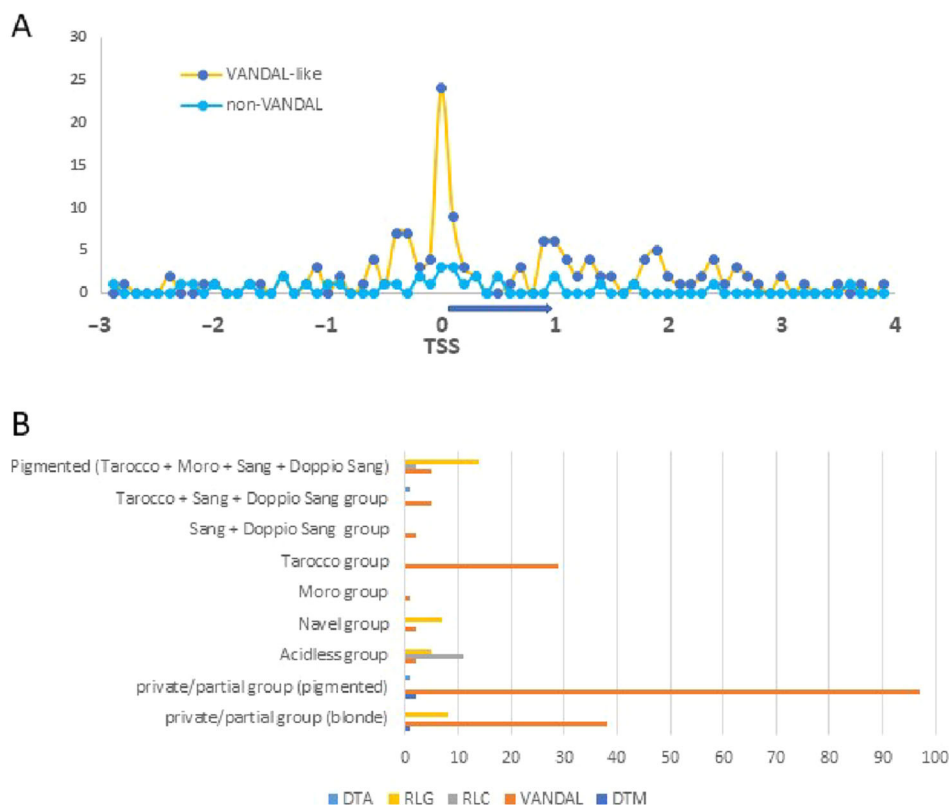 A
30
25
20
15
10
5
0
VANDAL-like
non-VANDAL
−3 −2 −1 0 1 2 3 4
TSS
B
Pigmented (Tarocco + Moro + Sang + Doppio Sang)
Tarocco + Sang + Doppio Sang group
Sang + Doppio Sang group
Tarocco group
Moro group
Navel group
Acidless group
private/partial group (pigmented)
private/partial group (blonde)
0 10 20 30 40 50 60 70 80 90 100
DTA RLG RLC VANDAL DTM